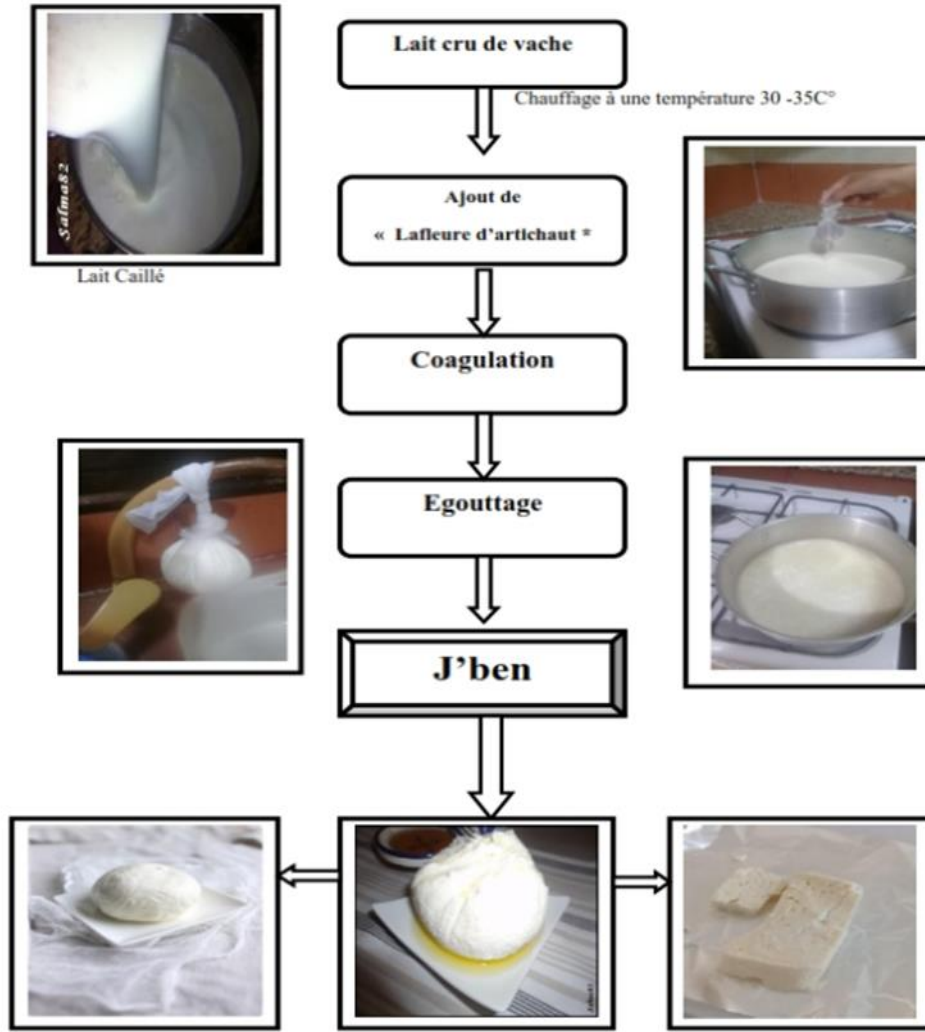 Lait cru de vache
Chauffage à une température 30 -35C°
Ajout de
« Lafleure d'artichaut *
Salma82
Lait Caillé
Coagulation
Egouttage
J'ben